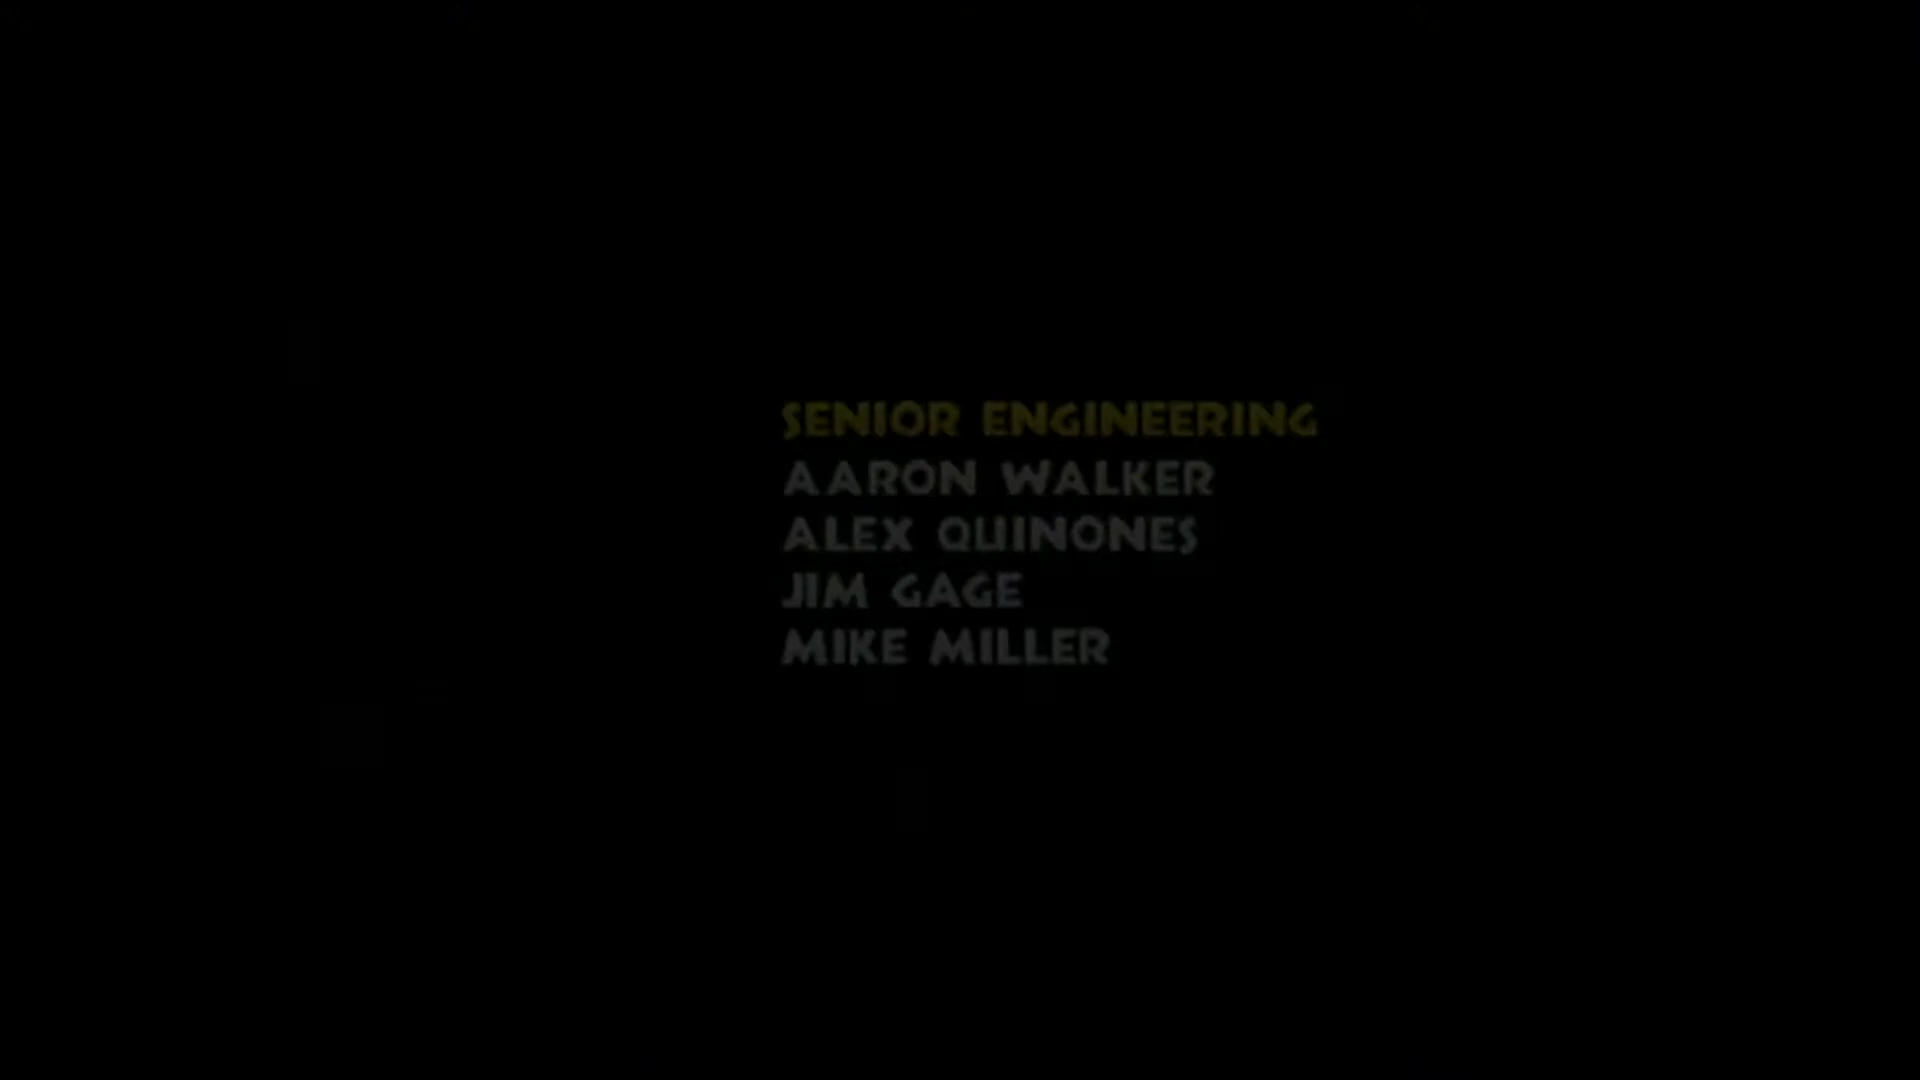 SENIOR ENGINEERING
AARON WALKER
ALEX QUINONES
JIM GAGE
MIKE MILLER